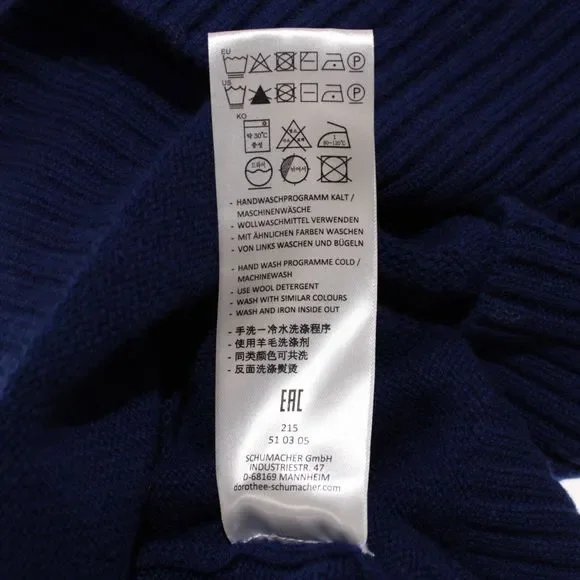 EU
P
US
P
KO
약 30℃
중성
80-120℃
드라이
- HANDWASCHPROGRAMM KALT /
MASCHINENWÄSCHE
- WOLLWASCHMITTEL VERWENDEN
- MIT ÄHNLICHEN FARBEN WASCHEN
- VON LINKS WASCHEN UND BÜGELN
- HAND WASH PROGRAMME COLD /
MACHINEWASH
- USE WOOL DETERGENT
- WASH WITH SIMILAR COLOURS
- WASH AND IRON INSIDE OUT
- 手洗一冷水洗涤程序
- 使用羊毛洗涤剂
- 同类颜色可共洗
- 反面洗涤熨烫
EAC
215
51 03 05
SCHUMACHER GmbH
INDUSTRIESTR. 47
D-68169 MANNHEIM
dorothee-schumacher.com